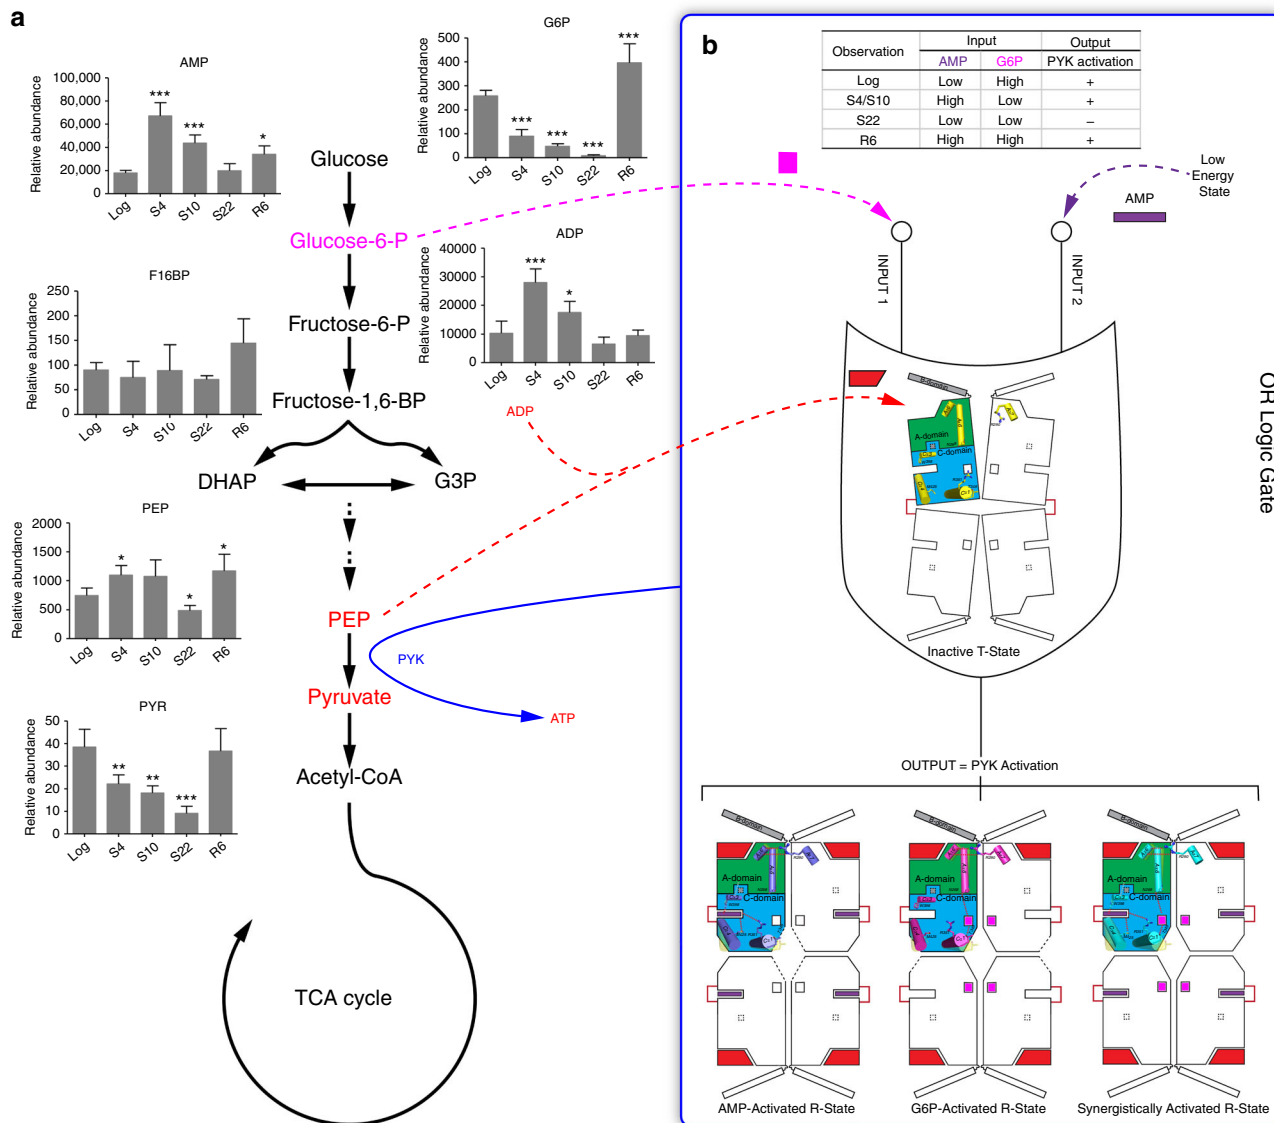 a
AMP
Relative abundance
100,000
80,000
60,000
40,000
20,000
0
***
***
*
Log
S4
S10
S22
R6
G6P
Relative abundance
500
400
300
200
100
0
***
***
***
***
Log
S4
S10
S22
R6
F16BP
Relative abundance
250
200
150
100
50
0
Log
S4
S10
S22
R6
ADP
Relative abundance
40000
30000
20000
10000
0
***
*
Log
S4
S10
S22
R6
PEP
Relative abundance
2000
1500
1000
500
0
*
*
*
Log
S4
S10
S22
R6
PYR
Relative abundance
50
40
30
20
10
0
**
**
***
Log
S4
S10
S22
R6
Glucose
Glucose-6-P
Fructose-6-P
Fructose-1,6-BP
DHAP
G3P
ADP
PEP
PYK
Pyruvate
ATP
Acetyl-CoA
TCA cycle
b
Observation Input Output
AMP G6P PYK activation
Log Low High +
S4/S10 High Low +
S22 Low Low –
R6 High High +
Low
Energy
State
AMP
INPUT 1
INPUT 2
OR Logic Gate
B-domain
A-domain
C-domain
Inactive T-State
OUTPUT = PYK Activation
B-domain
A-domain
C-domain
AMP-Activated R-State
B-domain
A-domain
C-domain
G6P-Activated R-State
B-domain
A-domain
C-domain
Synergistically Activated R-State